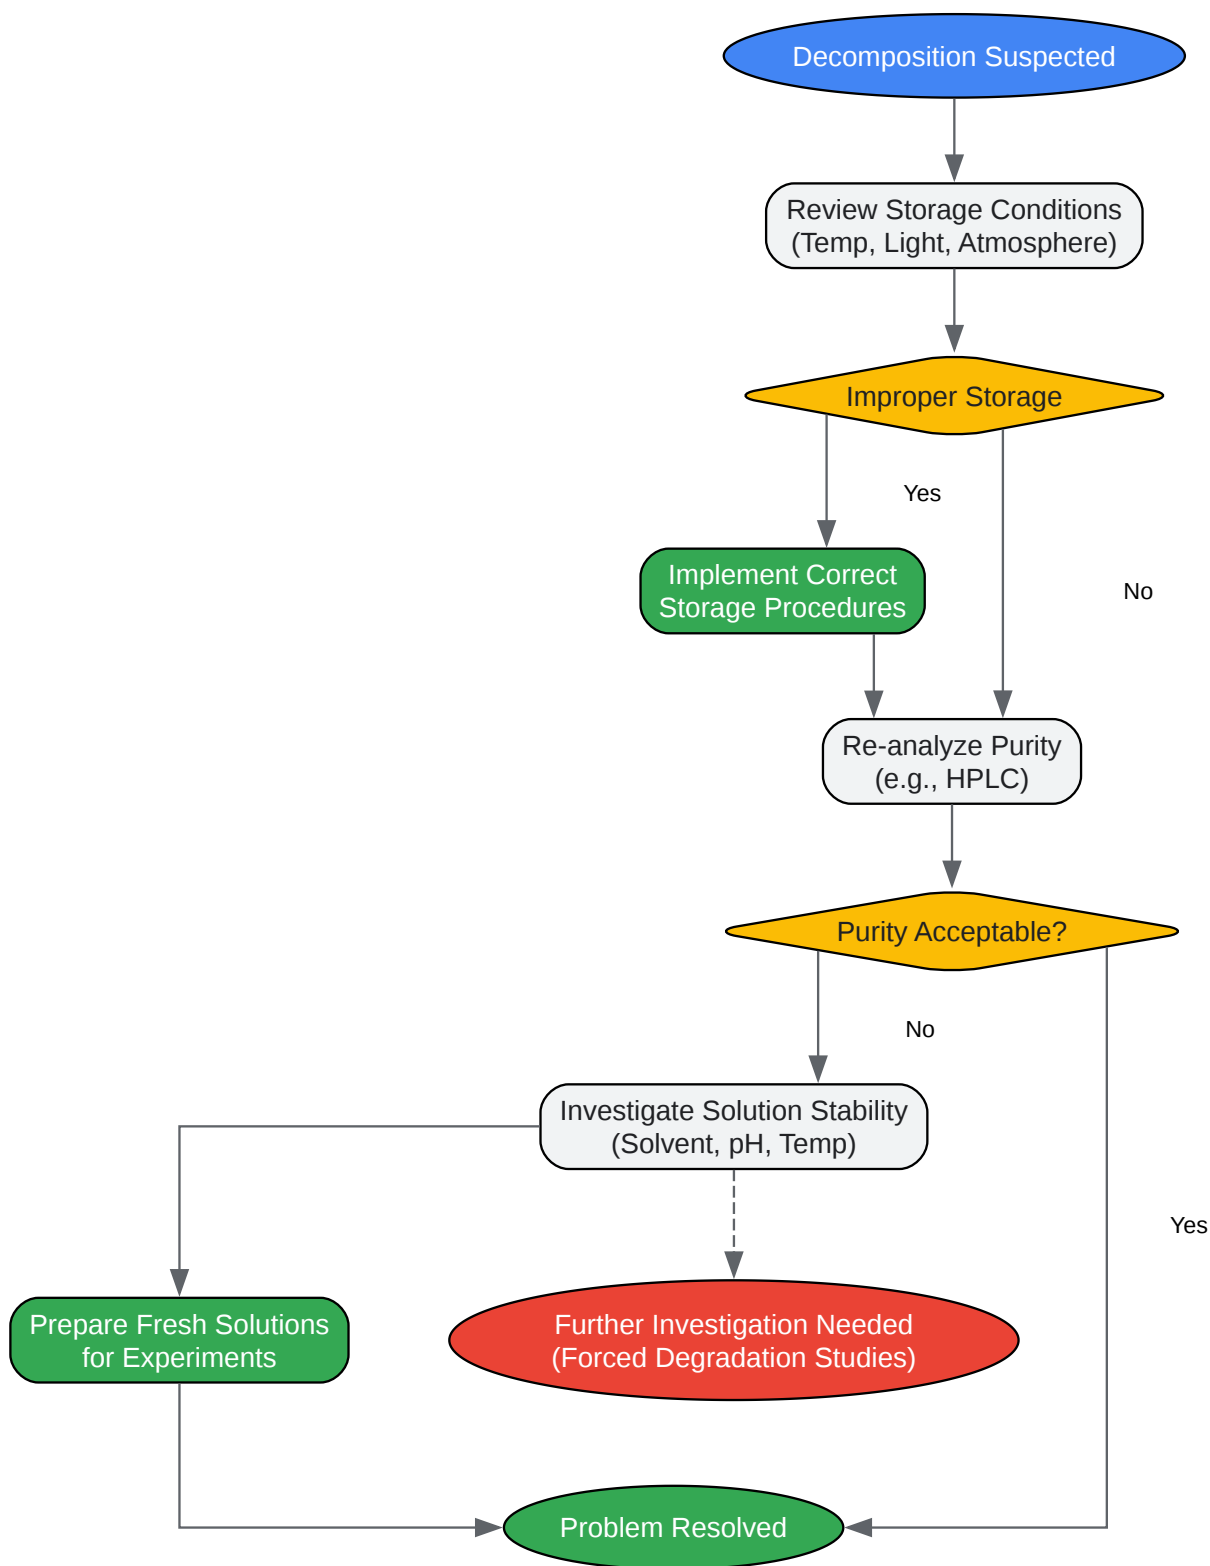 Decomposition Suspected
Review Storage Conditions
(Temp, Light, Atmosphere)
Improper Storage
Yes
Implement Correct
Storage Procedures
No
Re-analyze Purity
(e.g., HPLC)
Purity Acceptable?
No
Investigate Solution Stability
(Solvent, pH, Temp)
Yes
Prepare Fresh Solutions
for Experiments
Further Investigation Needed
(Forced Degradation Studies)
Problem Resolved